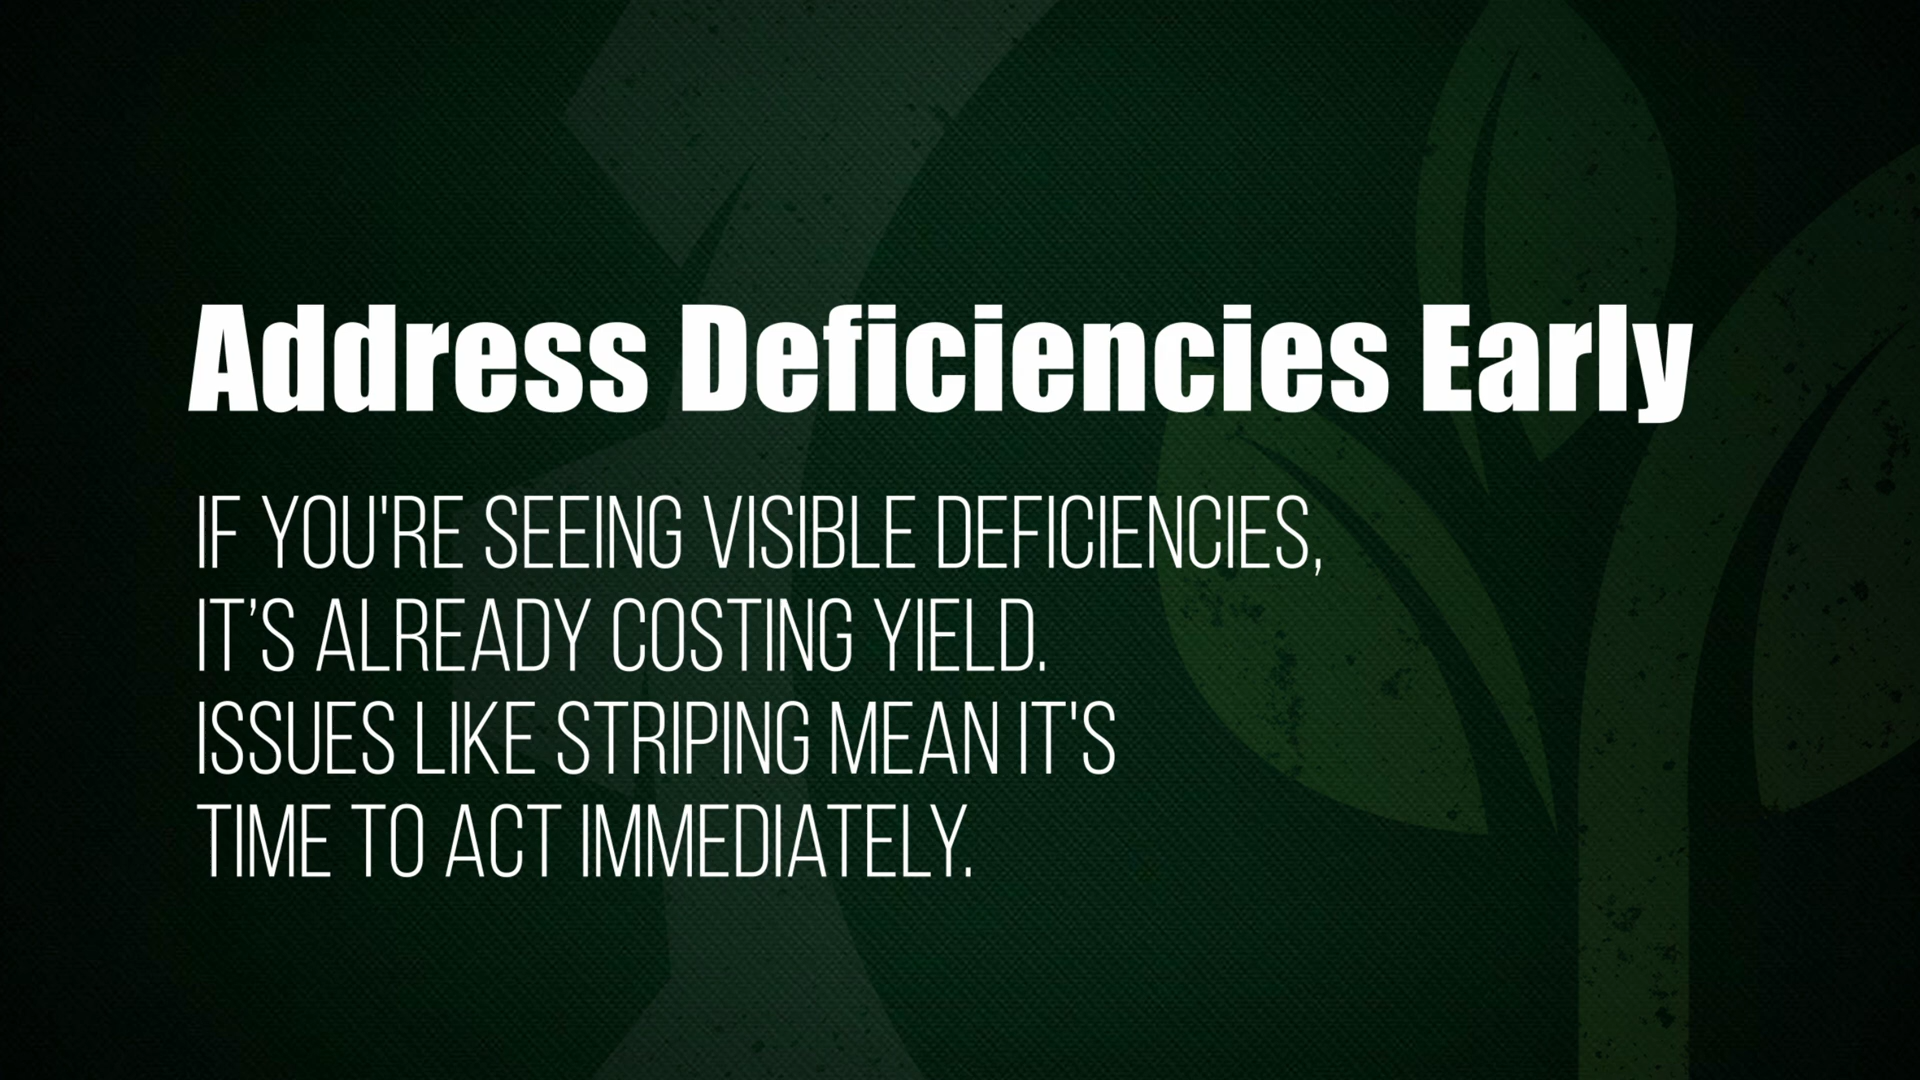 Address Deficiencies Early
IF YOU'RE SEEING VISIBLE DEFICIENCIES,
IT’S ALREADY COSTING YIELD.
ISSUES LIKE STRIPING MEAN IT'S
TIME TO ACT IMMEDIATELY.